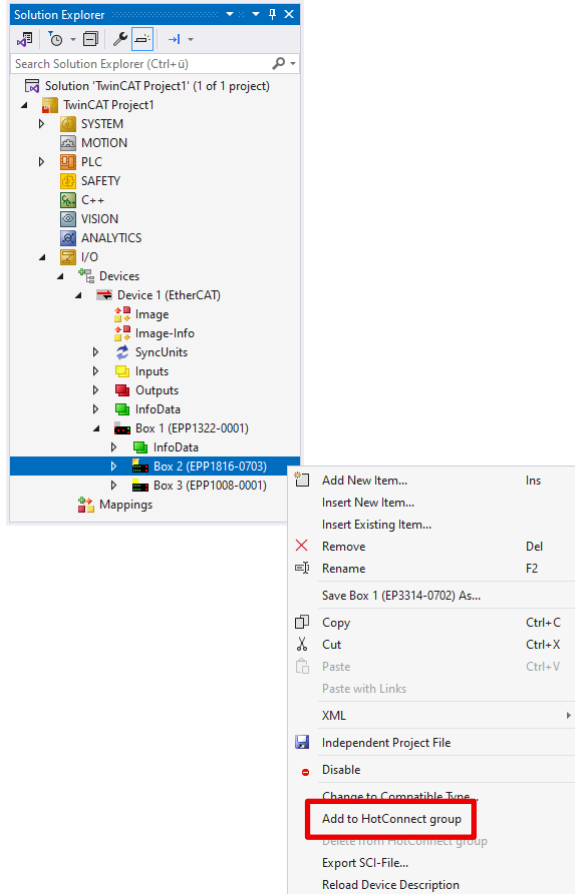 Solution Explorer
Search Solution Explorer (Ctrl+ü)
Solution 'TwinCAT Project1' (1 of 1 project)
TwinCAT Project1
SYSTEM
MOTION
PLC
SAFETY
C++
VISION
ANALYTICS
I/O
Devices
Device 1 (EtherCAT)
Image
Image-Info
SyncUnits
Inputs
Outputs
InfoData
Box 1 (EPP1322-0001)
InfoData
Box 2 (EPP1816-0703)
Box 3 (EPP1008-0001)
Mappings
Add New Item... Ins
Insert New Item...
Insert Existing Item...
Remove Del
Rename F2
Save Box 1 (EP3314-0702) As...
Copy Ctrl+C
Cut Ctrl+X
Paste Ctrl+V
Paste with Links
XML
Independent Project File
Disable
Change to Compatible Type...
Add to HotConnect group
Delete from HotConnect group
Export SCI-File...
Reload Device Description